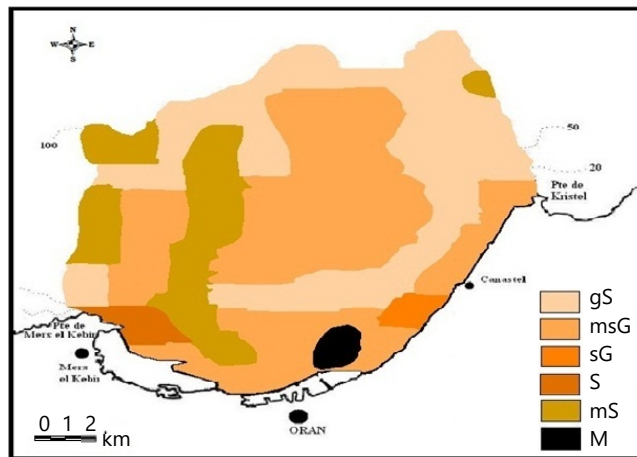 N
W E
S
100
50
20
Pte de
Kristel
Canastel
Pte de
Mers el Kebir
Mers
el Kebir
ORAN
0 1 2
km
gS
msG
sG
S
mS
M